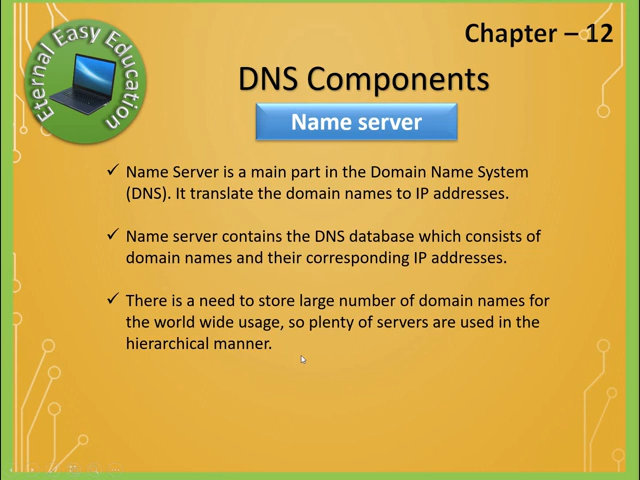 Eternal Easy Education
Chapter – 12
DNS Components
Name server
✓ Name Server is a main part in the Domain Name System
(DNS). It translate the domain names to IP addresses.
✓ Name server contains the DNS database which consists of
domain names and their corresponding IP addresses.
✓ There is a need to store large number of domain names for
the world wide usage, so plenty of servers are used in the
hierarchical manner.